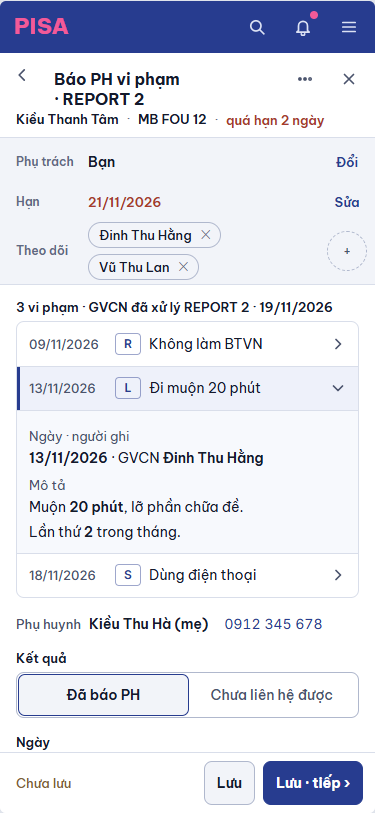 PISA
Báo PH vi phạm
· REPORT 2
Kiều Thanh Tâm · MB FOU 12 · quá hạn 2 ngày
Phụ trách Bạn Đổi
Hạn 21/11/2026 Sửa
Theo dõi Đinh Thu Hằng ×
Vũ Thu Lan ×
+
3 vi phạm · GVCN đã xử lý REPORT 2 · 19/11/2026
09/11/2026 R Không làm BTVN
13/11/2026 L Đi muộn 20 phút
Ngày · người ghi
13/11/2026 · GVCN Đinh Thu Hằng
Mô tả
Muộn 20 phút, lỡ phần chữa đề.
Lần thứ 2 trong tháng.
18/11/2026 S Dùng điện thoại
Phụ huynh Kiều Thu Hà (mẹ) 0912 345 678
Kết quả
Đã báo PH Chưa liên hệ được
Ngày
Chưa lưu Lưu Lưu · tiếp ›